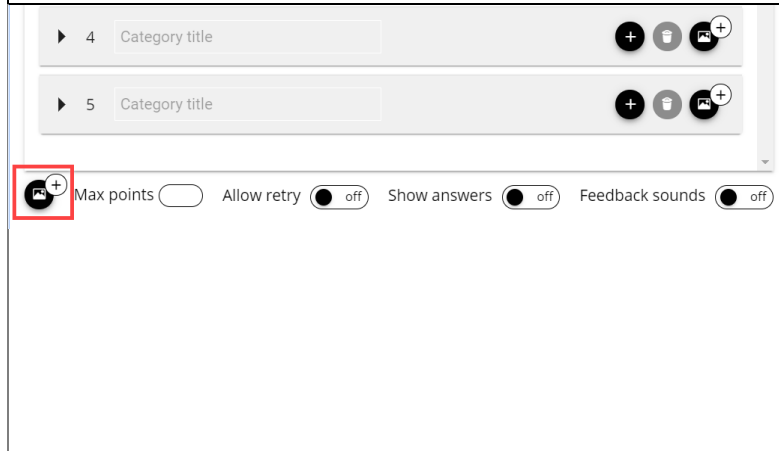 4 Category title
5 Category title
Max points Allow retry off Show answers off Feedback sounds off